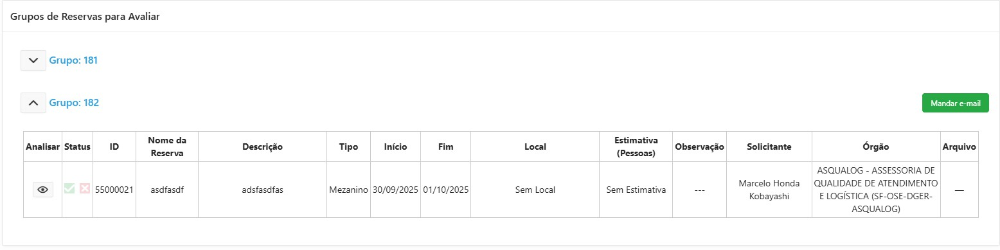 Grupos de Reservas para Avaliar
Grupo: 181
Grupo: 182
Mandar e-mail
Analisar Status ID Nome da Reserva Descrição Tipo Início Fim Local Estimativa (Pessoas) Observação Solicitante Órgão Arquivo
55000021 asdfasdf adsfasdfas Mezanino 30/09/2025 01/10/2025 Sem Local Sem Estimativa --- Marcelo Honda Kobayashi ASQUALOG - ASSESSORIA DE QUALIDADE DE ATENDIMENTO E LOGÍSTICA (SF-OSE-DGER-ASQUALOG) —